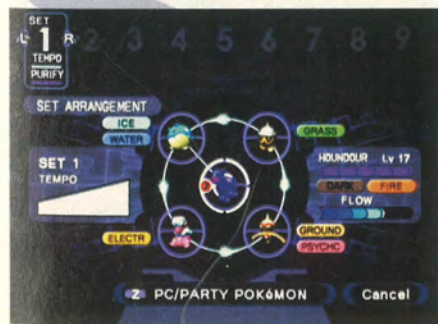 SET
L 1 R 2 3 4 5 6 7 8 9
TEMPO
PURIFY
SET ARRANGEMENT
ICE
WATER
GRASS
SET 1
TEMPO
HOUNDOUR Lv 17
DARK FIRE
FLOW
ELECTR
GROUND
PSYCHC
Z PC/PARTY POKéMON Cancel